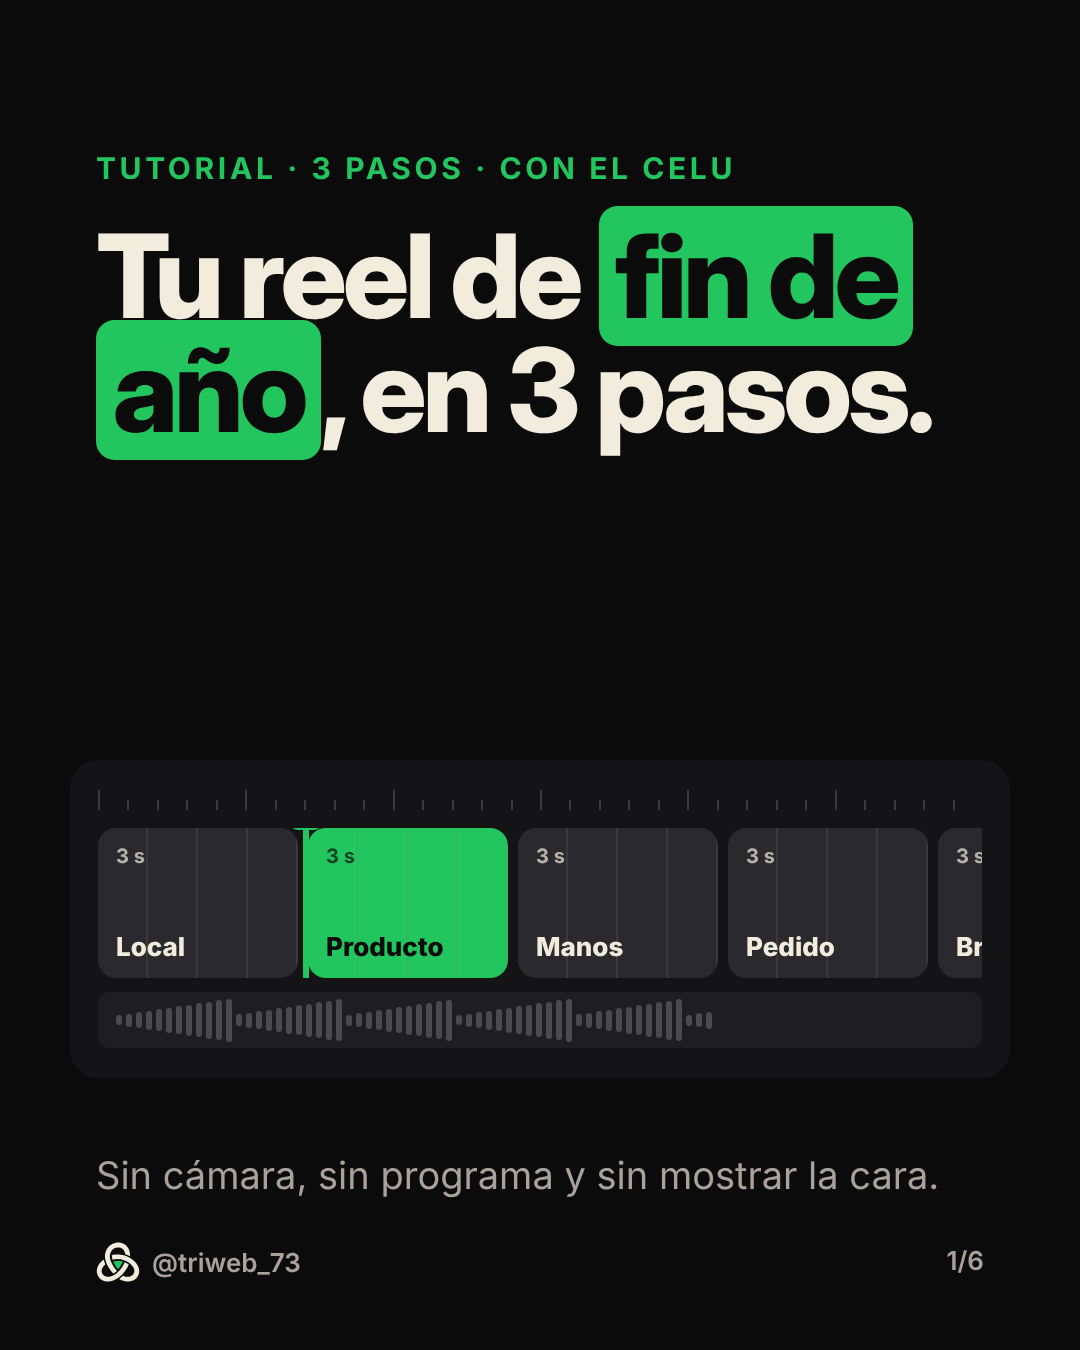 TUTORIAL · 3 PASOS · CON EL CELU
Tu reel de fin de
año, en 3 pasos.
3 s
3 s
3 s
3 s
3 s
Local
Producto
Manos
Pedido
Sin cámara, sin programa y sin mostrar la cara.
@triweb_73
1/6